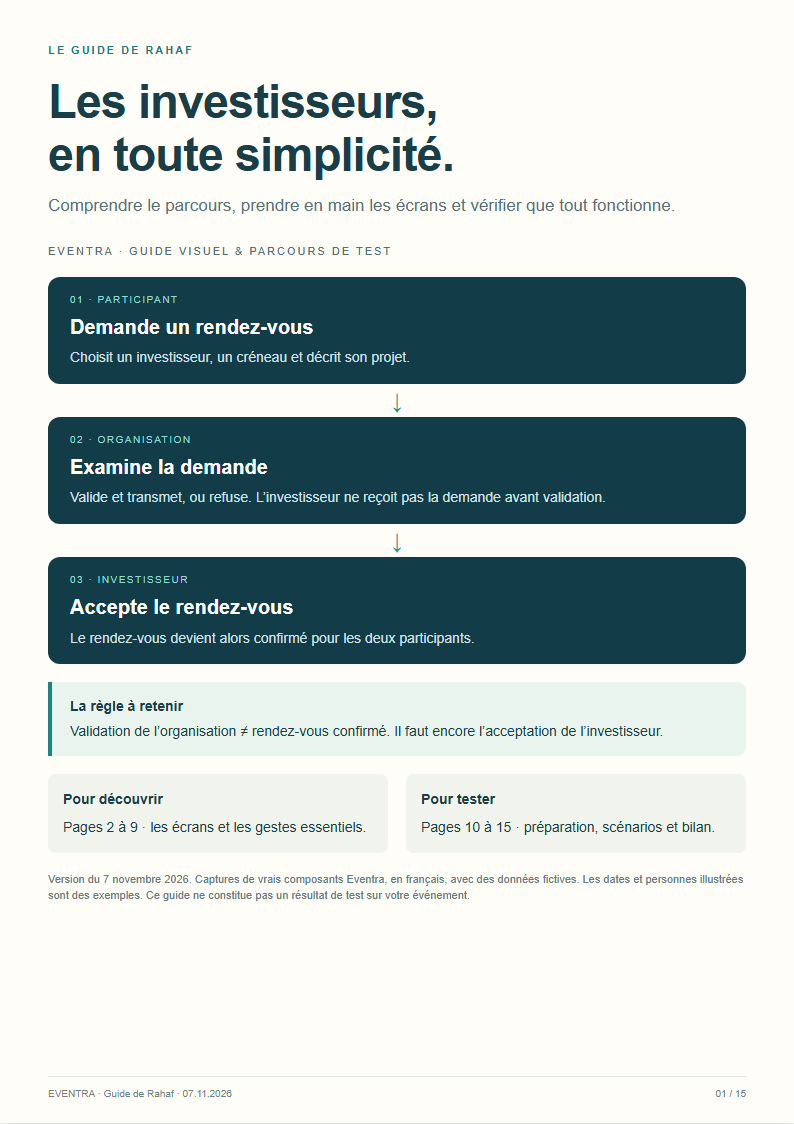 LE GUIDE DE RAHAF
Les investisseurs,
en toute simplicité.
Comprendre le parcours, prendre en main les écrans et vérifier que tout fonctionne.
EVENTRA · GUIDE VISUEL & PARCOURS DE TEST
01 · PARTICIPANT
Demande un rendez-vous
Choisit un investisseur, un créneau et décrit son projet.
↓
02 · ORGANISATION
Examine la demande
Valide et transmet, ou refuse. L’investisseur ne reçoit pas la demande avant validation.
↓
03 · INVESTISSEUR
Accepte le rendez-vous
Le rendez-vous devient alors confirmé pour les deux participants.
La règle à retenir
Validation de l’organisation ≠ rendez-vous confirmé. Il faut encore l’acceptation de l’investisseur.
Pour découvrir
Pages 2 à 9 · les écrans et les gestes essentiels.
Pour tester
Pages 10 à 15 · préparation, scénarios et bilan.
Version du 7 novembre 2026. Captures de vrais composants Eventra, en français, avec des données fictives. Les dates et personnes illustrées
sont des exemples. Ce guide ne constitue pas un résultat de test sur votre événement.
EVENTRA · Guide de Rahaf · 07.11.2026
01 / 15